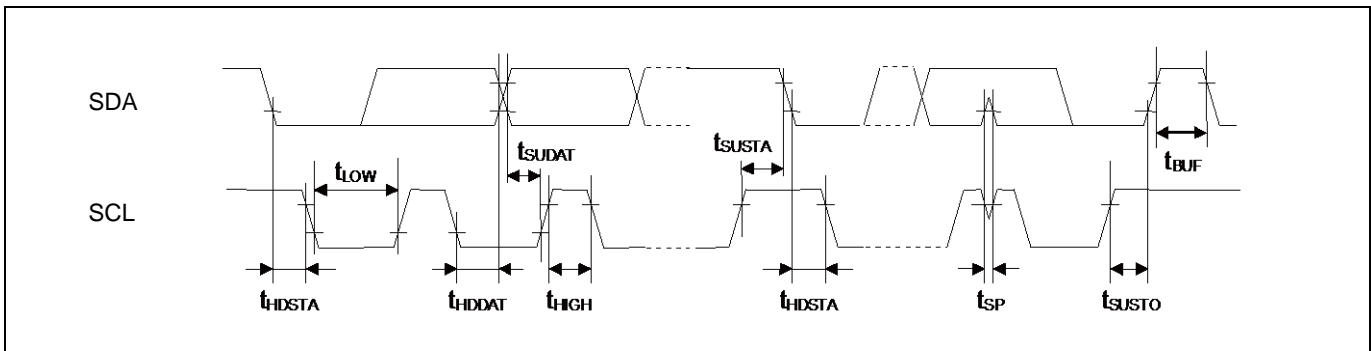 SDA
tSUDAT
tSUSTA
tBUF
tLOW
SCL
tHDSTA
tHDDAT
tHIGH
tHDSTA
tSP
tSUSTO